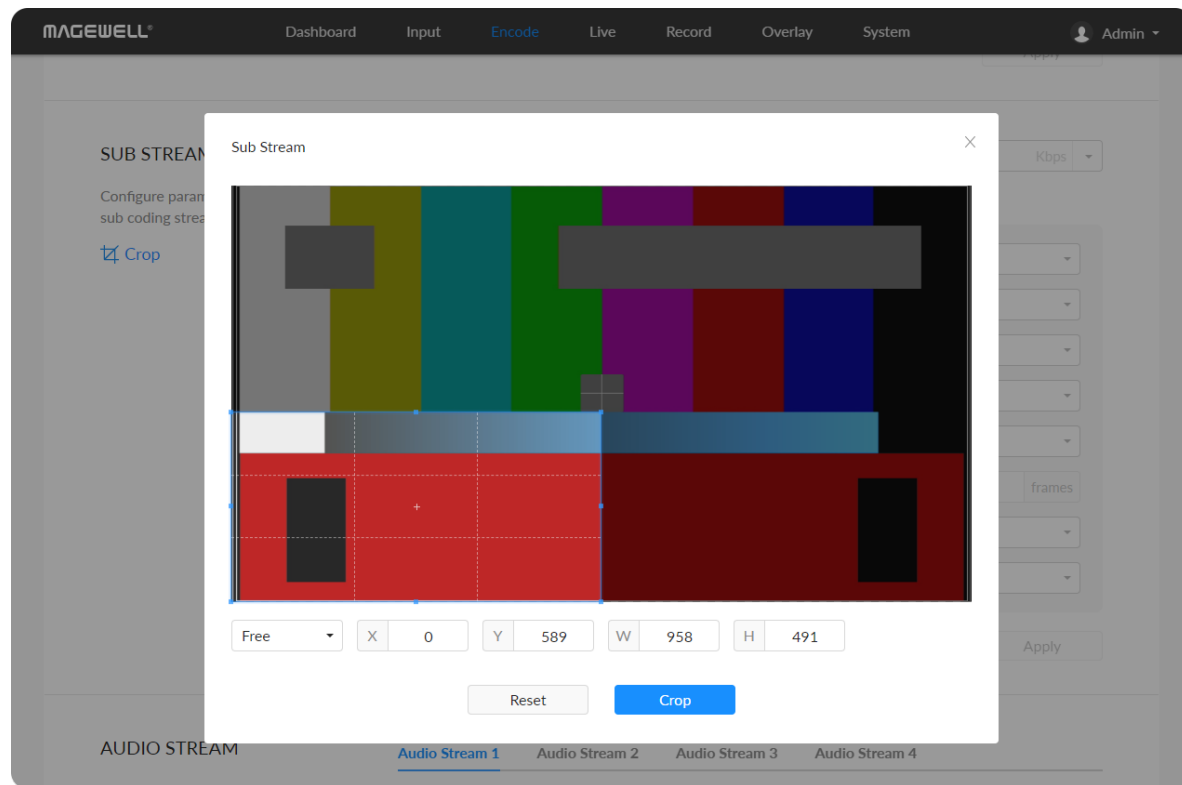 MAGEWELL®
Dashboard Input Encode Live Record Overlay System Admin
Apply
SUB STREAM
Sub Stream
Kbps
Configure param
sub coding strea
Crop
frames
Free X 0 Y 589 W 958 H 491
Apply
Reset Crop
AUDIO STREAM
Audio Stream 1 Audio Stream 2 Audio Stream 3 Audio Stream 4